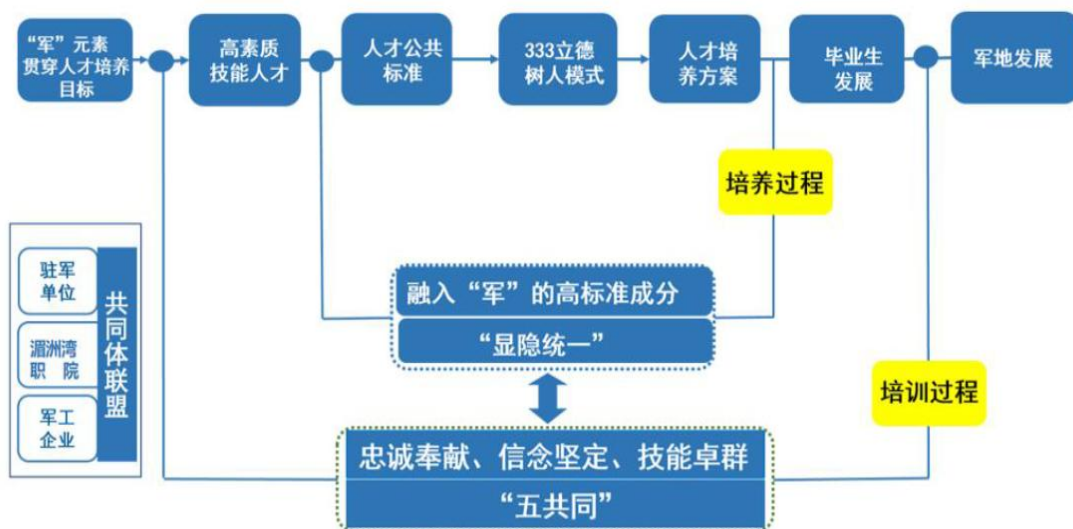 “军”元素
贯穿人才培养
目标
高素质
技能人才
人才公共
标准
333立德
树人模式
人才培
养方案
毕业生
发展
军地发展
培养过程
驻军
单位
湄洲湾
职 院
军工
企业
共同体联盟
融入“军”的高标准成分
“显隐统一”
培训过程
忠诚奉献、信念坚定、技能卓群
“五共同”